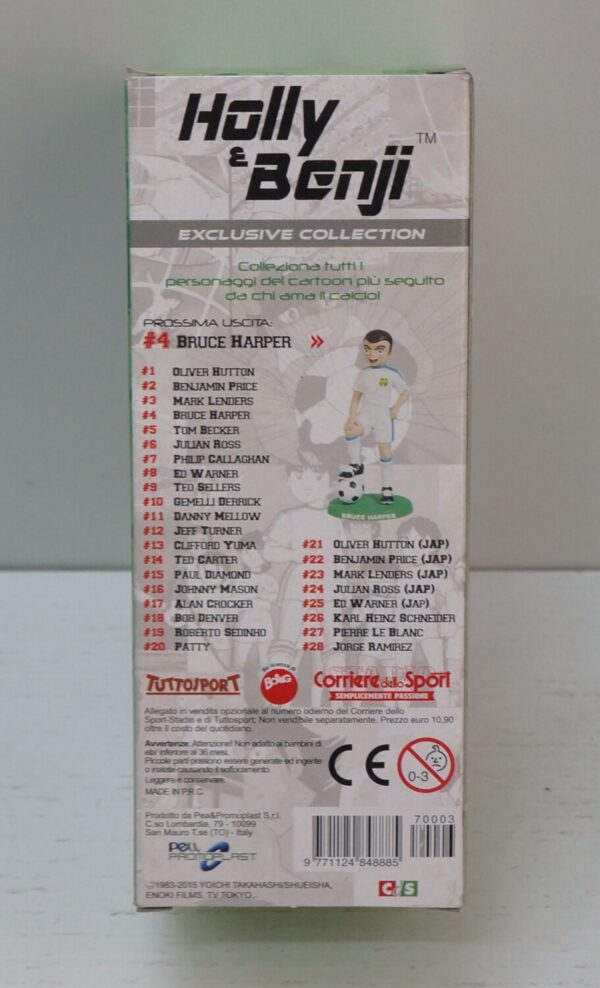 Holly
& Benji
TM
EXCLUSIVE COLLECTION
Colleziona tutti i
personaggi del cartoon più seguito
da chi ama il calcio!
PROSSIMA USCITA:
#4 BRUCE HARPER »
BRUCE HARPER
#1 OLIVER HUTTON
#2 BENJAMIN PRICE
#3 MARK LENDERS
#4 BRUCE HARPER
#5 TOM BECKER
#6 JULIAN ROSS
#7 PHILIP CALLAGHAN
#8 ED WARNER
#9 TED SELLERS
#10 GEMELLI DERRICK
#11 DANNY MELLOW
#12 JEFF TURNER
#13 CLIFFORD YUMA
#14 TED CARTER
#15 PAUL DIAMOND
#16 JOHNNY MASON
#17 ALAN CROCKER
#18 BOB DENVER
#19 ROBERTO SEDINHO
#20 PATTY
#21 OLIVER HUTTON (JAP)
#22 BENJAMIN PRICE (JAP)
#23 MARK LENDERS (JAP)
#24 JULIAN ROSS (JAP)
#25 ED WARNER (JAP)
#26 KARL HEINZ SCHNEIDER
#27 PIERRE LE BLANC
#28 JORGE RAMIREZ
TUTTOSPORT
Su licenza di
BOiNG
STADIO
Corriere dello Sport
SEMPLICEMENTE PASSIONE
Allegato in vendita opzionale al numero odierno del Corriere dello
Sport-Stadio e di Tuttosport, Non vendibile separatamente. Prezzo euro 10,90
oltre il costo del quotidiano.
Avvertenze: Attenzione! Non adatto ai bambini di
eta' inferiore ai 36 mesi.
Piccole parti possono essere generate ed ingerite
o inalate causando il soffocamento.
Leggere e conservare.
MADE IN P.R.C.
CE
0-3
Prodotto da Pea&Promoplast S.r.l.
C.so Lombardia, 79 - 10099
San Mauro T.se (TO) - Italy
pea
PROMOPLAST
70003
9 771124 848885
©1983-2015 YOICHI TAKAHASHI/SHUEISHA,
ENOKI FILMS, TV TOKYO
CdS